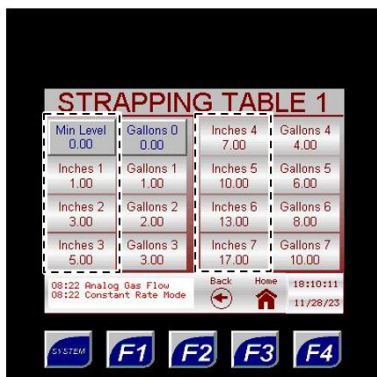 STRAPPING TABLE 1
Min Level Gallons 0 Inches 4 Gallons 4
0.00 0.00 7.00 4.00
Inches 1 Gallons 1 Inches 5 Gallons 5
1.00 1.00 10.00 6.00
Inches 2 Gallons 2 Inches 6 Gallons 6
3.00 2.00 13.00 8.00
Inches 3 Gallons 3 Inches 7 Gallons 7
5.00 3.00 17.00 10.00
08:22 Analog Gas Flow
08:22 Constant Rate Mode
Back Home
18:10:11
11/28/23
SYSTEM F1 F2 F3 F4